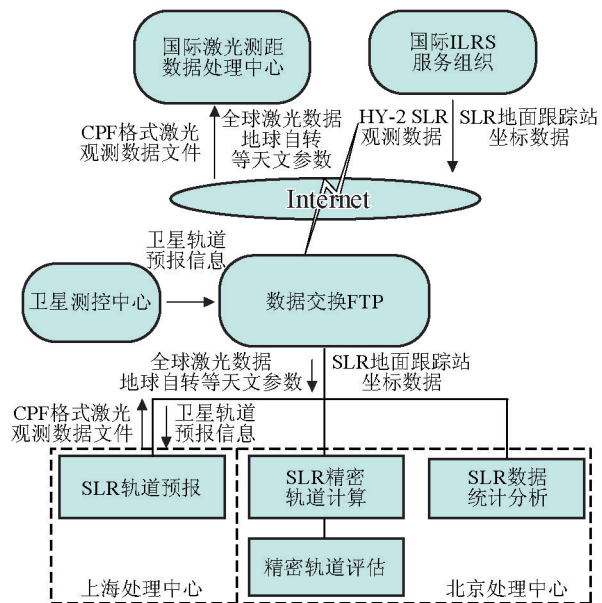 国际激光测距
数据处理中心
国际ILRS
服务组织
CPF格式激光
观测数据文件
全球激光数据
地球自转
等天文参数
HY-2 SLR
观测数据
SLR地面跟踪站
坐标数据
Internet
卫星轨道
预报信息
卫星测控中心
数据交换FTP
全球激光数据
地球自转等天文参数
SLR地面跟踪站
坐标数据
CPF格式激光
观测数据文件
卫星轨道
预报信息
SLR轨道预报
SLR精密
轨道计算
SLR数据
统计分析
精密轨道评估
上海处理中心
北京处理中心